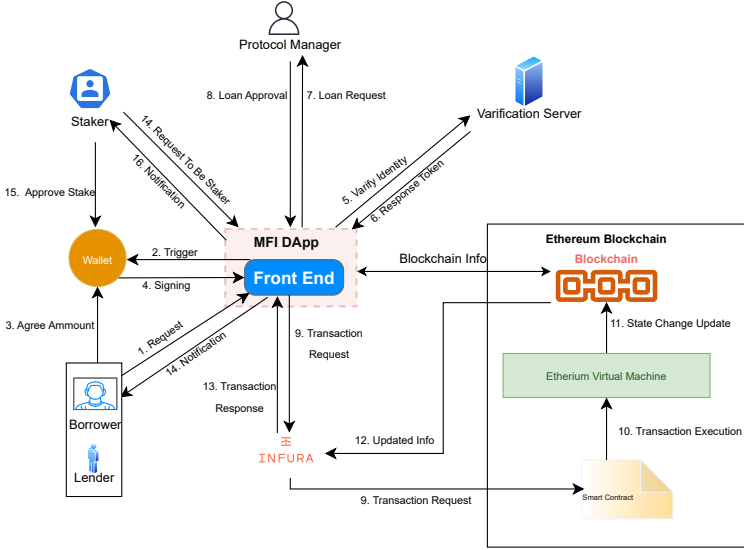 Protocol Manager
8. Loan Approval
7. Loan Request
Staker
Varification Server
14. Request To Be Staker
16. Notification
5. Varify Identity
6. Response Token
15. Approve Stake
MFI DApp
Front End
Wallet
2. Trigger
4. Signing
Blockchain Info
Ethereum Blockchain
Blockchain
3. Agree Ammount
1. Request
14. Notification
9. Transaction
Request
13. Transaction
Response
11. State Change Update
Etherium Virtual Machine
Borrower
Lender
INFURA
12. Updated Info
10. Transaction Execution
9. Transaction Request
Smart Contract